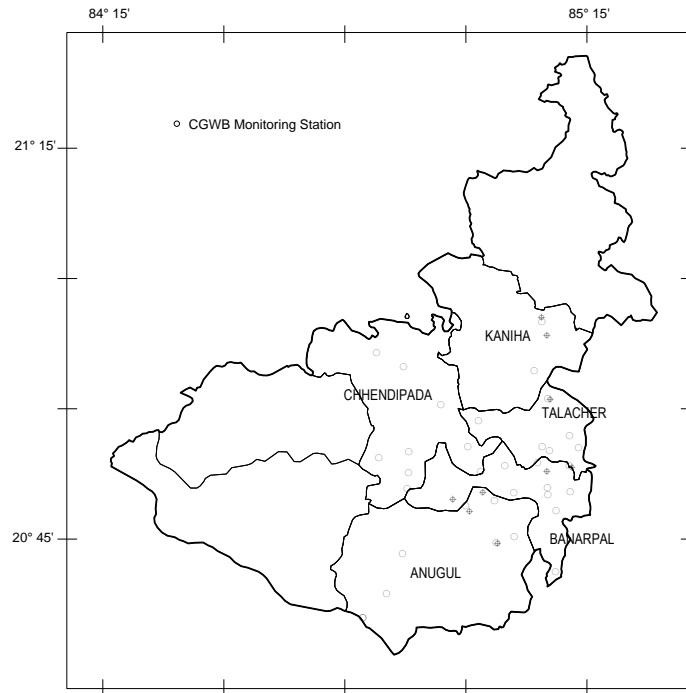 84° 15' 85° 15'
CGWB Monitoring Station
21° 15'
KANIHA
CHHENDIPADA
TALACHER
20° 45'
BANARPAL
ANUGUL